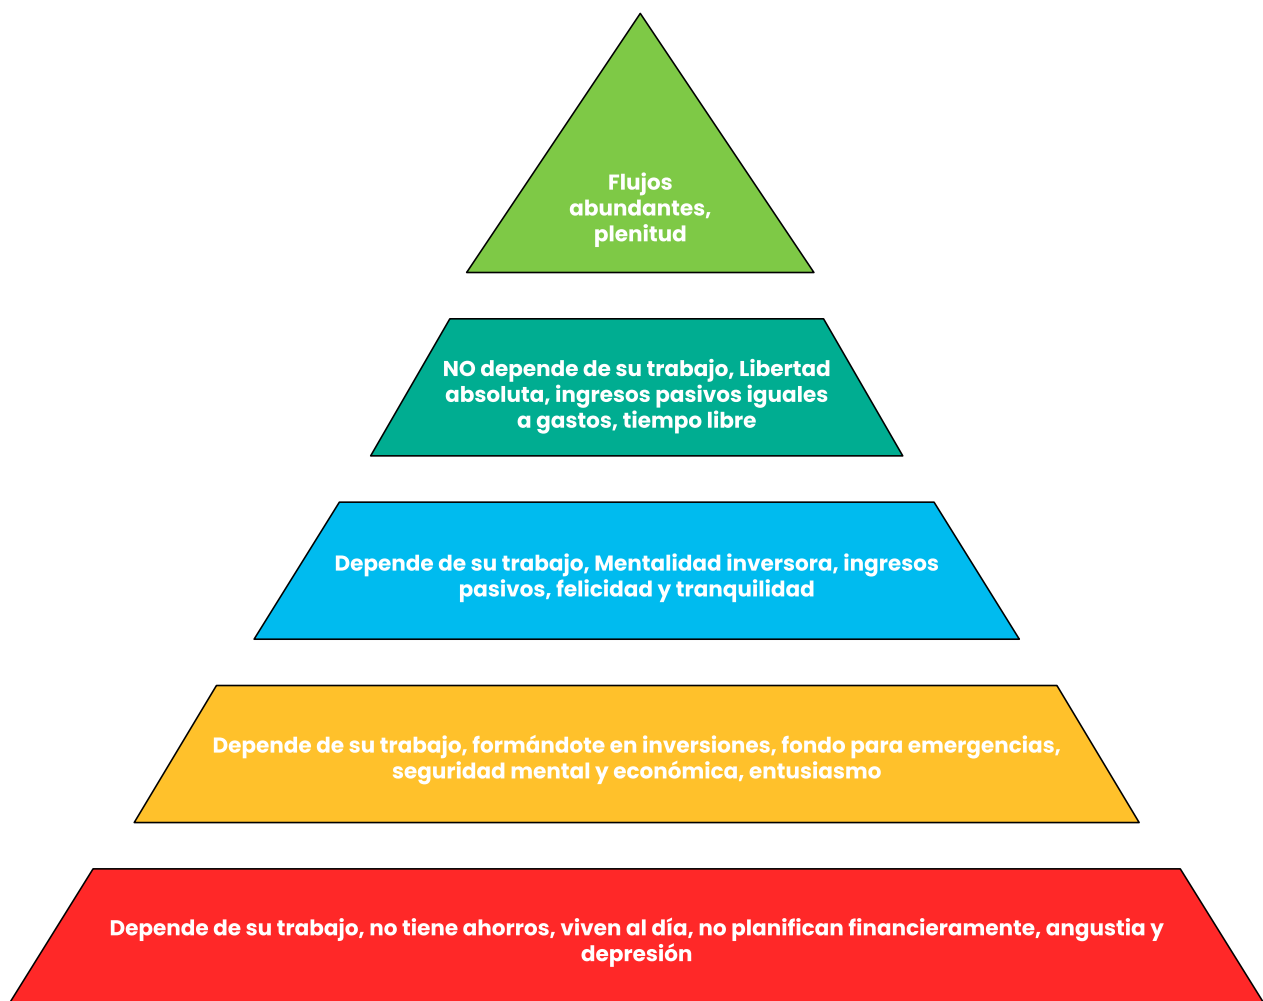 Flujos
abundantes,
plenitud
NO depende de su trabajo, Libertad
absoluta, ingresos pasivos iguales
a gastos, tiempo libre
Depende de su trabajo, Mentalidad inversora, ingresos
pasivos, felicidad y tranquilidad
Depende de su trabajo, formándote en inversiones, fondo para emergencias,
seguridad mental y económica, entusiasmo
Depende de su trabajo, no tiene ahorros, viven al día, no planifican financieramente, angustia y
depresión